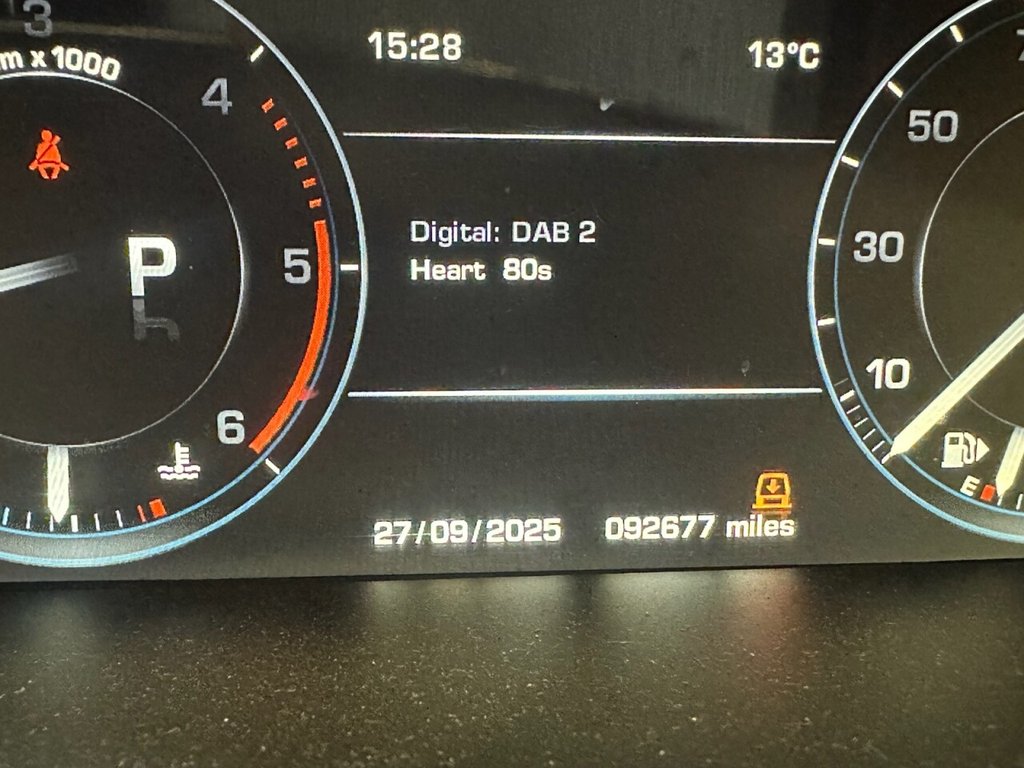 3
m x 1000
4
5
6
P
15:28
13°C
Digital: DAB 2
Heart 80s
27/09/2025
092677 miles
50
30
10
E